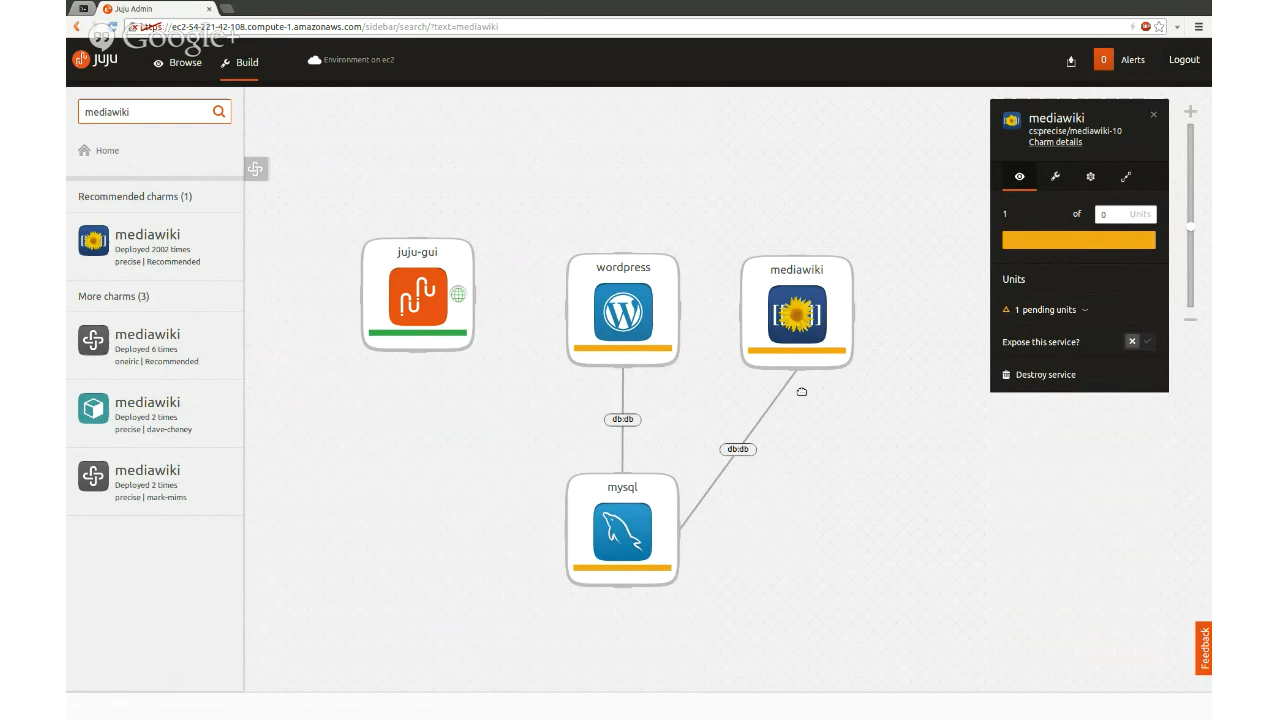 Juju Admin
https://ec2-54-221-42-108.compute-1.amazonaws.com/sidebar/search/?text=mediawiki
Google+
juju
Browse
Build
Environment on ec2
0
Alerts
Logout
mediawiki
Home
Recommended charms (1)
mediawiki
Deployed 2002 times
precise | Recommended
More charms (3)
mediawiki
Deployed 6 times
oneiric | Recommended
mediawiki
Deployed 2 times
precise | dave-cheney
mediawiki
Deployed 2 times
precise | mark-mims
juju-gui
wordpress
mediawiki
db:db
db:db
mysql
mediawiki
cs:precise/mediawiki-10
Charm details
1 of 0 Units
Units
1 pending units
Expose this service?
Destroy service
Feedback